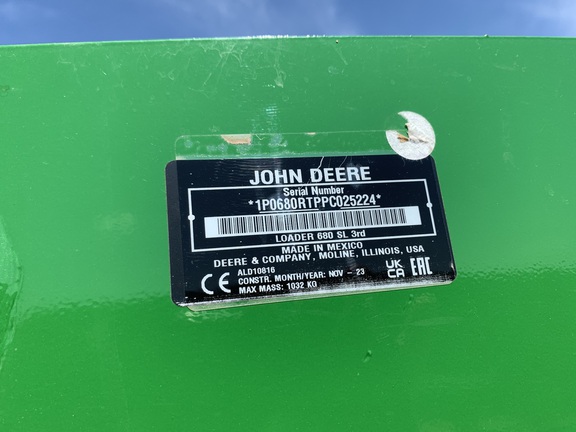 JOHN DEERE
Serial Number
*1P0680RTPPC025224*
LOADER 680 SL 3rd
MADE IN MEXICO
DEERE & COMPANY, MOLINE, ILLINOIS, USA
ALD10816
CONSTR. MONTH/YEAR: NOV - 23
MAX MASS: 1032 KG
CE
UK CA
EAC